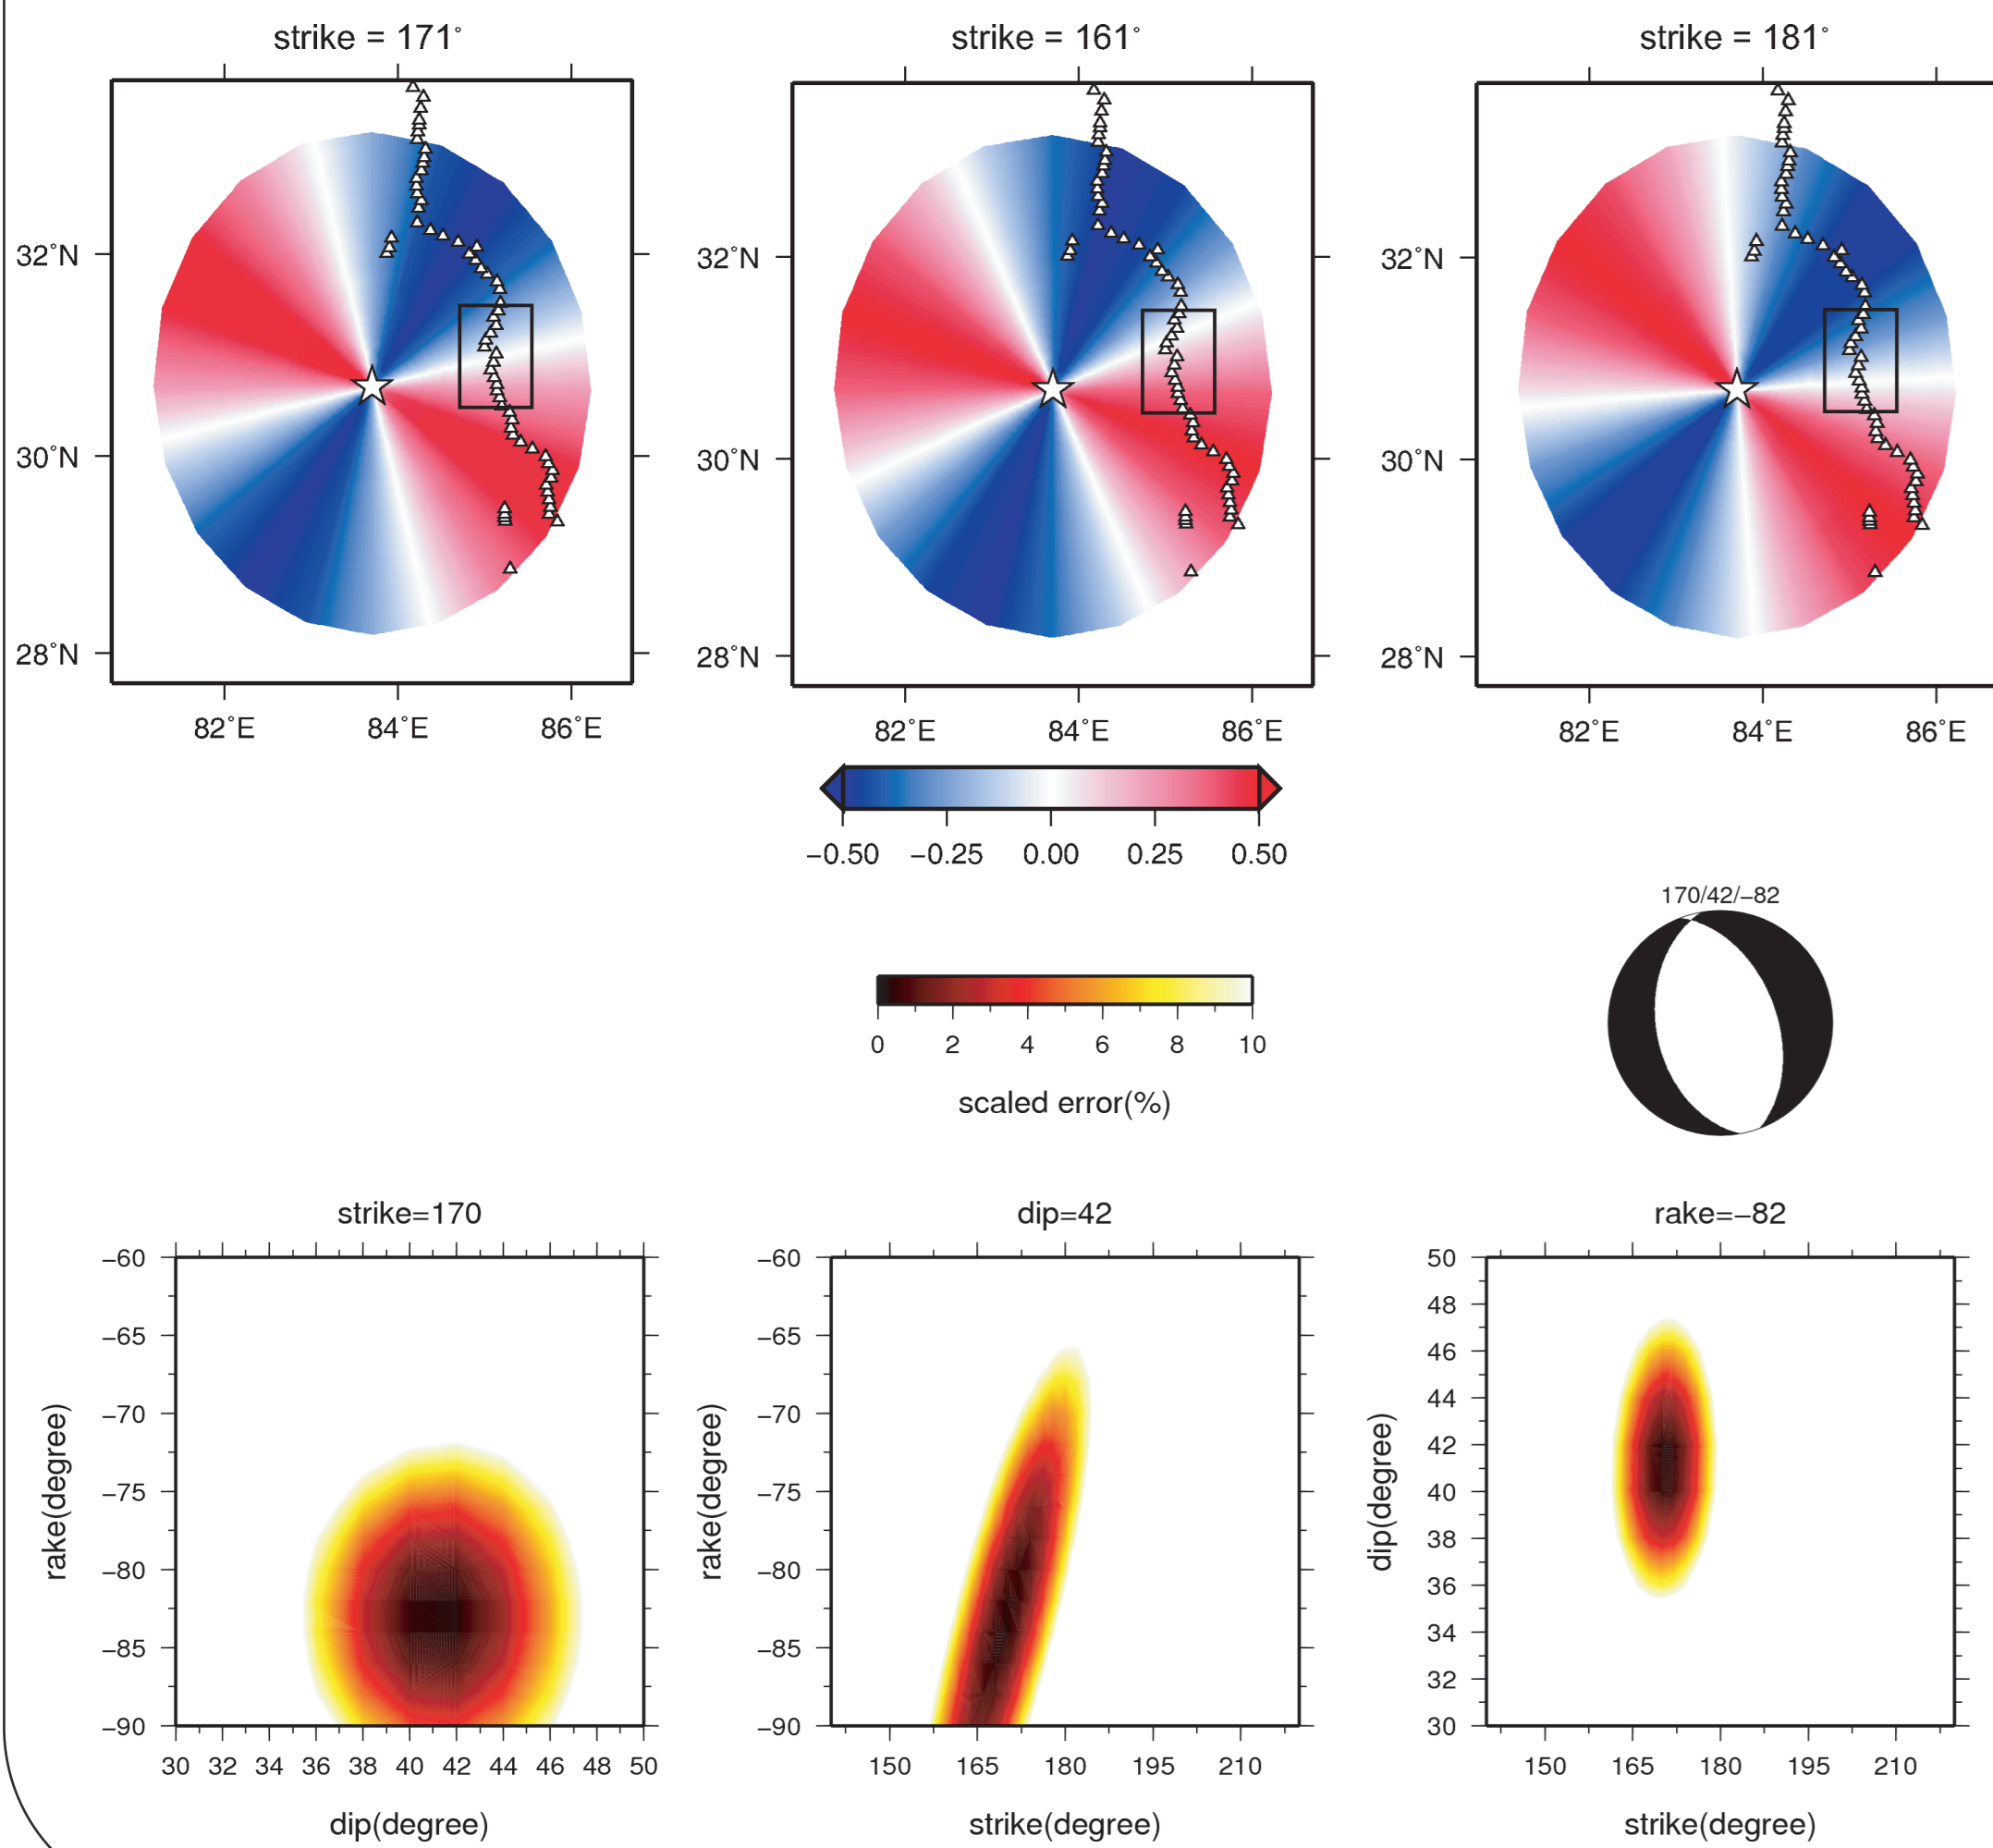 strike = 171° strike = 161° strike = 181°
32°N 32°N 32°N
30°N 30°N 30°N
28°N 28°N 28°N
82°E 84°E 86°E 82°E 84°E 86°E 82°E 84°E 86°E
−0.50 −0.25 0.00 0.25 0.50
170/42/−82
0 2 4 6 8 10
scaled error(%)
strike=170
−60
−65
−70
−75
−80
−85
−90
rake(degree)
30 32 34 36 38 40 42 44 46 48 50
dip(degree)
dip=42
−60
−65
−70
−75
−80
−85
−90
rake(degree)
150 165 180 195 210
strike(degree)
rake=−82
50
48
46
44
42
40
38
36
34
32
30
dip(degree)
150 165 180 195 210
strike(degree)